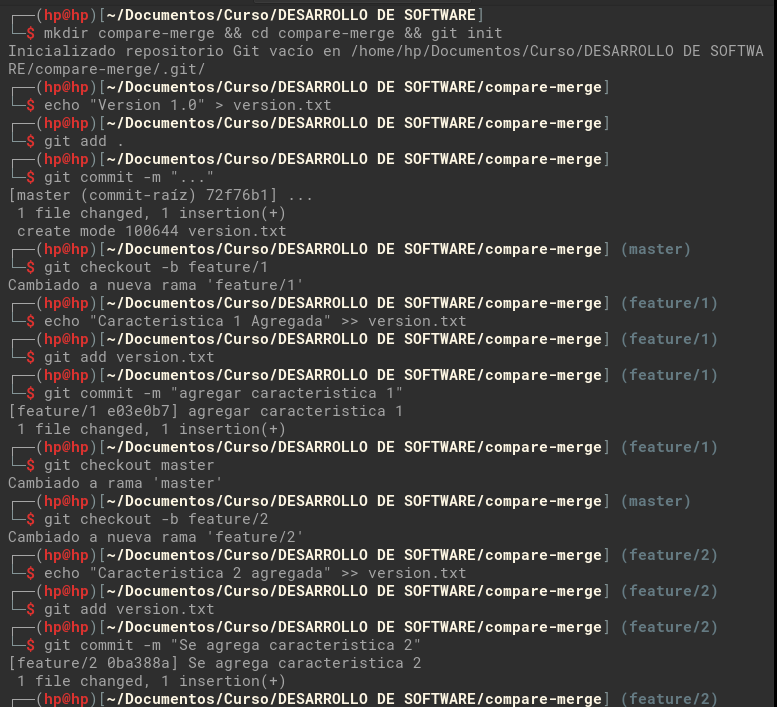 ┌──(hp@hp)[~/Documentos/Curso/DESARROLLO DE SOFTWARE]
└─$ mkdir compare-merge && cd compare-merge && git init
Inicializado repositorio Git vacío en /home/hp/Documentos/Curso/DESARROLLO DE SOFTWA
RE/compare-merge/.git/
┌──(hp@hp)[~/Documentos/Curso/DESARROLLO DE SOFTWARE/compare-merge]
└─$ echo "Version 1.0" > version.txt
┌──(hp@hp)[~/Documentos/Curso/DESARROLLO DE SOFTWARE/compare-merge]
└─$ git add .
┌──(hp@hp)[~/Documentos/Curso/DESARROLLO DE SOFTWARE/compare-merge]
└─$ git commit -m "..."
[master (commit-raíz) 72f76b1] ...
 1 file changed, 1 insertion(+)
 create mode 100644 version.txt
┌──(hp@hp)[~/Documentos/Curso/DESARROLLO DE SOFTWARE/compare-merge] (master)
└─$ git checkout -b feature/1
Cambiado a nueva rama 'feature/1'
┌──(hp@hp)[~/Documentos/Curso/DESARROLLO DE SOFTWARE/compare-merge] (feature/1)
└─$ echo "Caracteristica 1 Agregada" >> version.txt
┌──(hp@hp)[~/Documentos/Curso/DESARROLLO DE SOFTWARE/compare-merge] (feature/1)
└─$ git add version.txt
┌──(hp@hp)[~/Documentos/Curso/DESARROLLO DE SOFTWARE/compare-merge] (feature/1)
└─$ git commit -m "agregar caracteristica 1"
[feature/1 e03e0b7] agregar caracteristica 1
 1 file changed, 1 insertion(+)
┌──(hp@hp)[~/Documentos/Curso/DESARROLLO DE SOFTWARE/compare-merge] (feature/1)
└─$ git checkout master
Cambiado a rama 'master'
┌──(hp@hp)[~/Documentos/Curso/DESARROLLO DE SOFTWARE/compare-merge] (master)
└─$ git checkout -b feature/2
Cambiado a nueva rama 'feature/2'
┌──(hp@hp)[~/Documentos/Curso/DESARROLLO DE SOFTWARE/compare-merge] (feature/2)
└─$ echo "Caracteristica 2 agregada" >> version.txt
┌──(hp@hp)[~/Documentos/Curso/DESARROLLO DE SOFTWARE/compare-merge] (feature/2)
└─$ git add version.txt
┌──(hp@hp)[~/Documentos/Curso/DESARROLLO DE SOFTWARE/compare-merge] (feature/2)
└─$ git commit -m "Se agrega caracteristica 2"
[feature/2 0ba388a] Se agrega caracteristica 2
 1 file changed, 1 insertion(+)
┌──(hp@hp)[~/Documentos/Curso/DESARROLLO DE SOFTWARE/compare-merge] (feature/2)